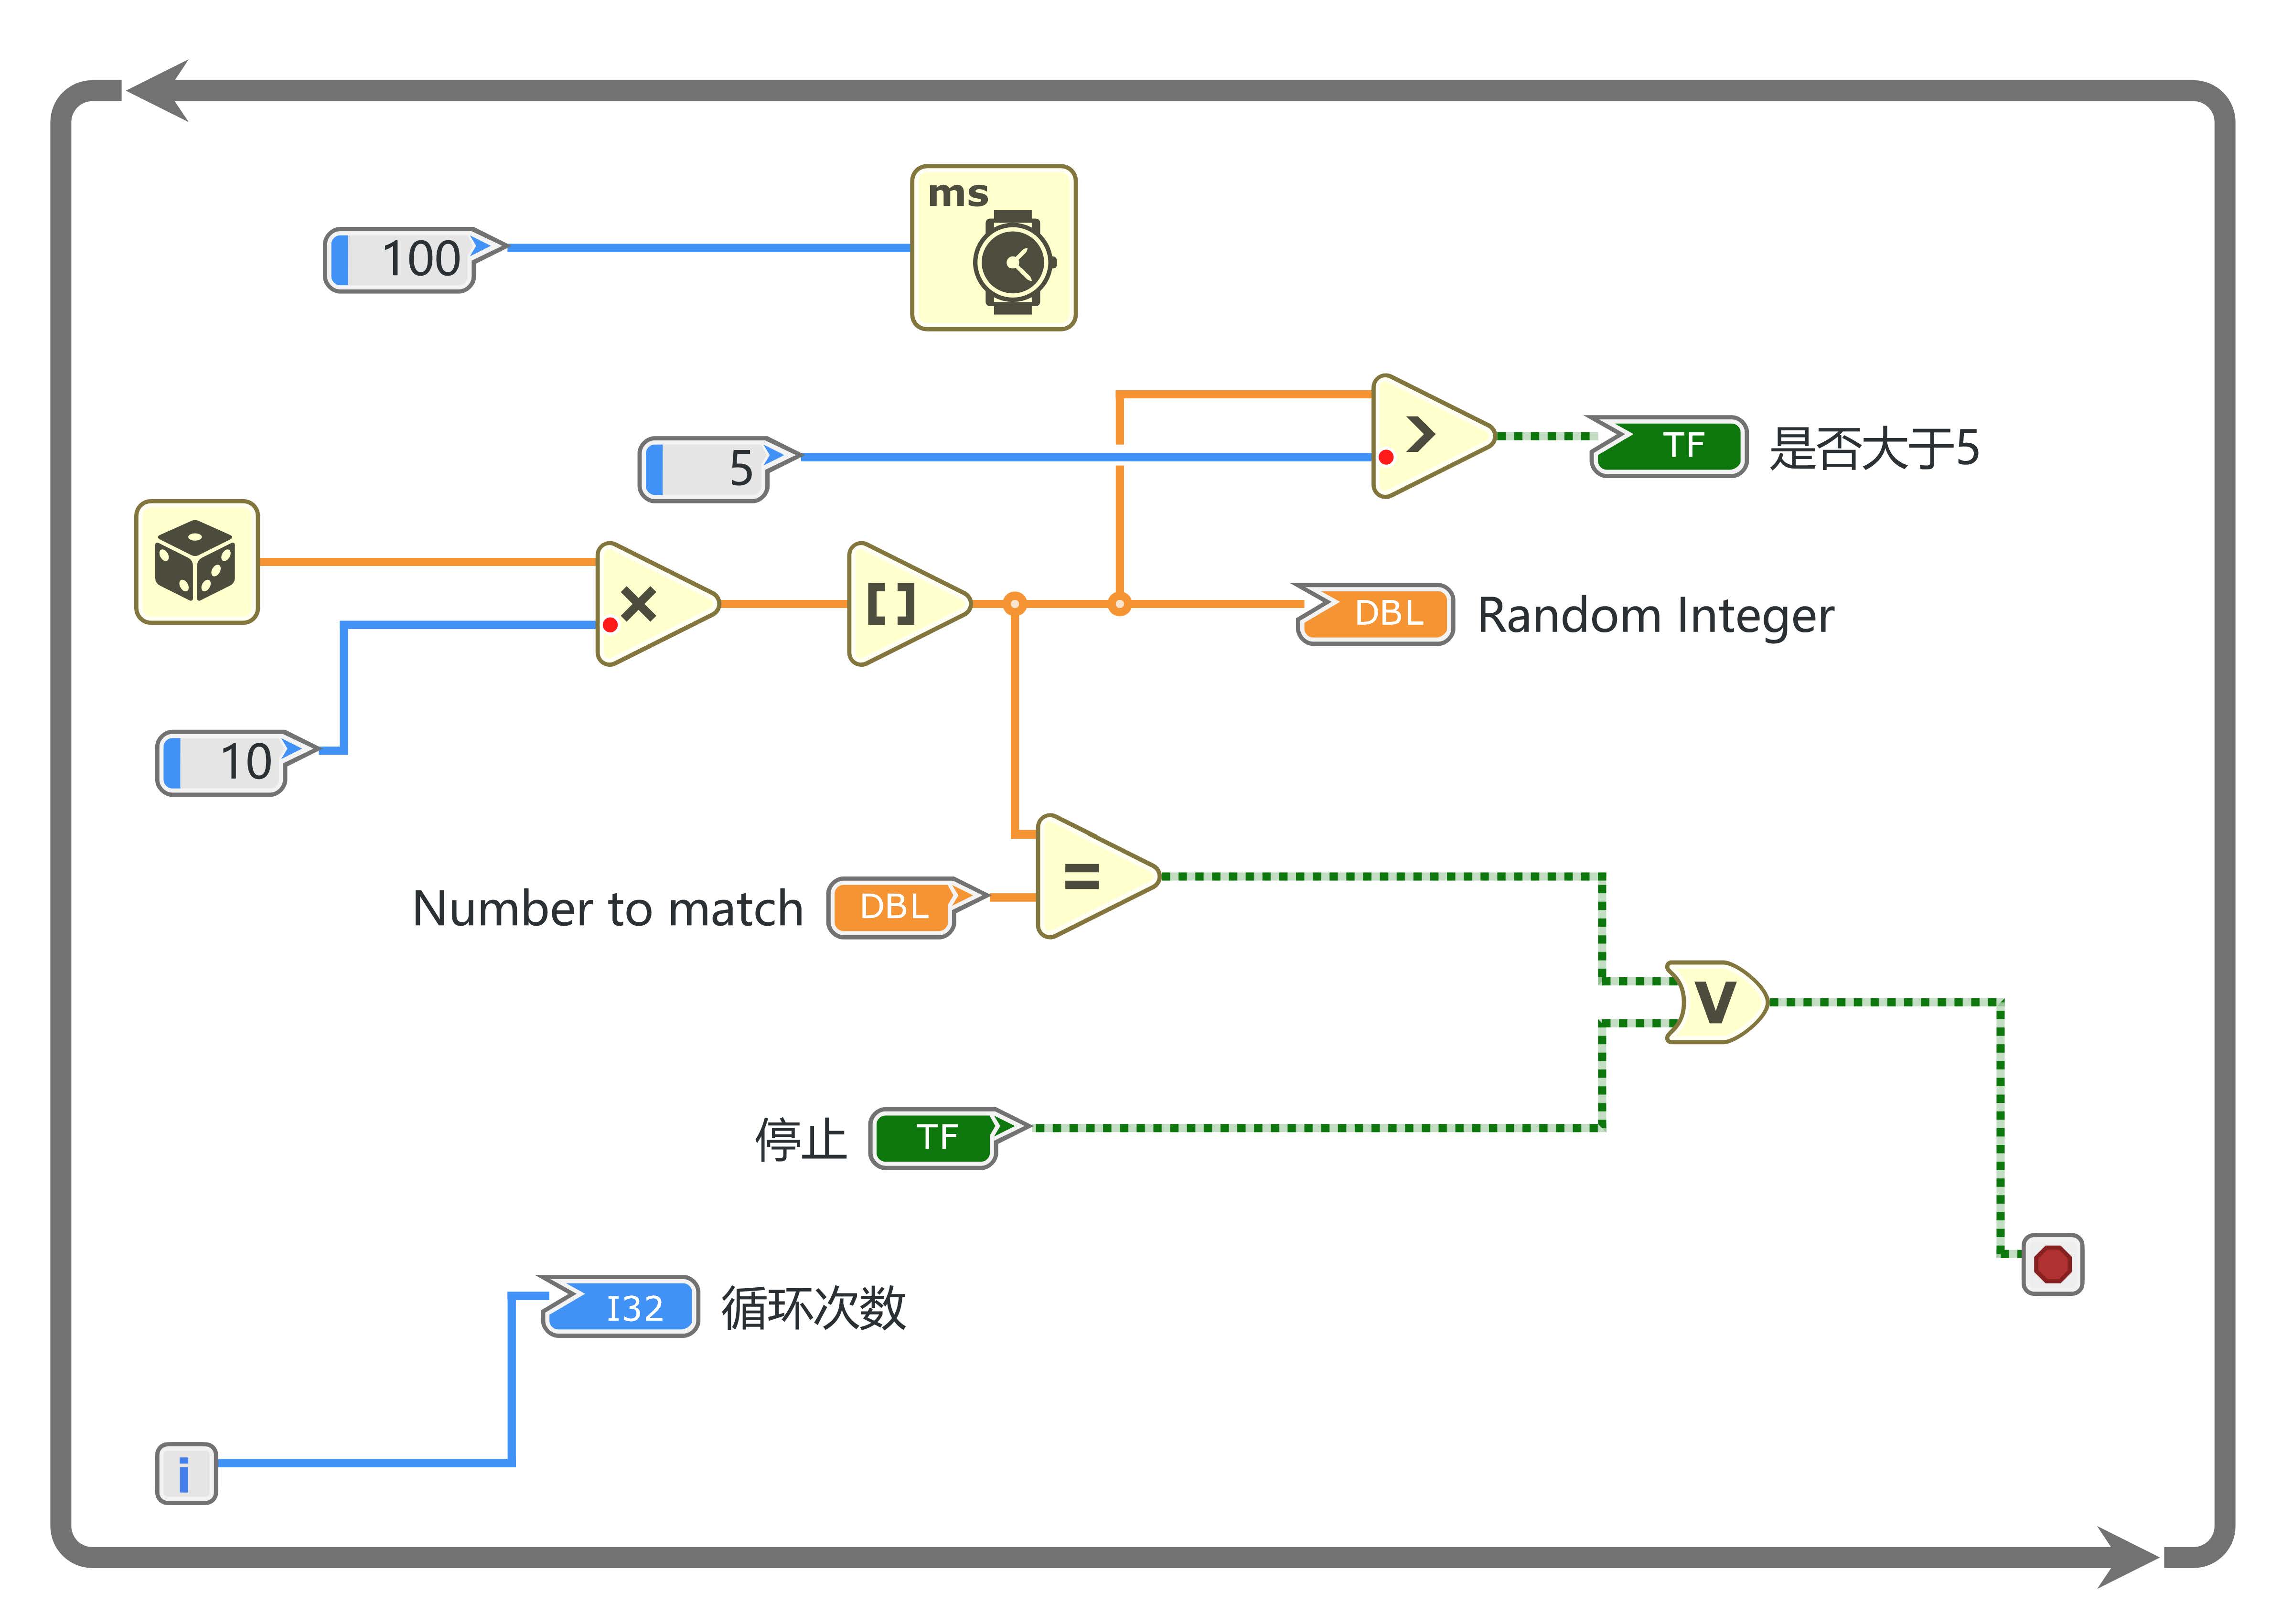 ms
100
>
5
TF 是否大于5
×
[ ]
DBL Random Integer
10
=
Number to match DBL
V
停止 TF
I32 循环次数
i